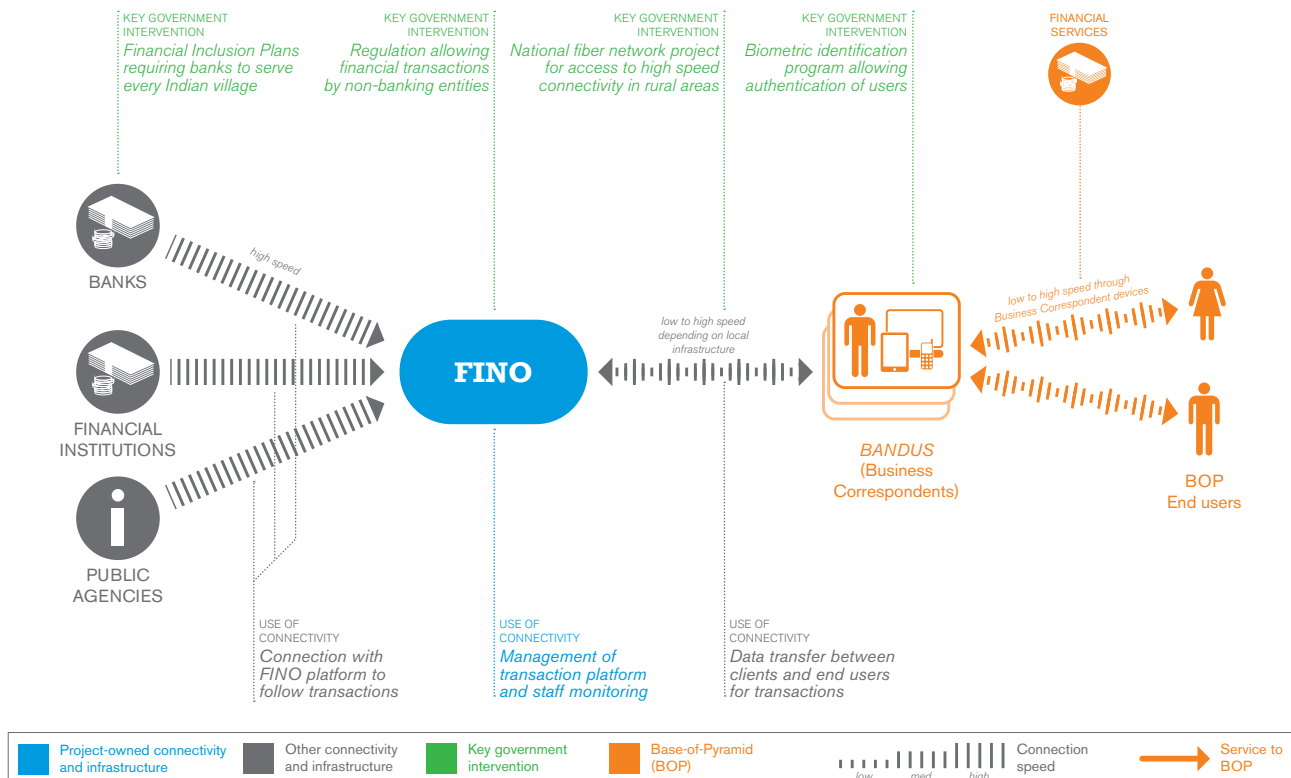 KEY GOVERNMENT
INTERVENTION
Financial Inclusion Plans
requiring banks to serve
every Indian village
KEY GOVERNMENT
INTERVENTION
Regulation allowing
financial transactions
by non-banking entities
KEY GOVERNMENT
INTERVENTION
National fiber network project
for access to high speed
connectivity in rural areas
KEY GOVERNMENT
INTERVENTION
Biometric identification
program allowing
authentication of users
FINANCIAL
SERVICES
BANKS
high speed
FINANCIAL
INSTITUTIONS
PUBLIC
AGENCIES
FINO
low to high speed
depending on local
infrastructure
BANDUS
(Business
Correspondents)
low to high speed through
Business Correspondent devices
BOP
End users
USE OF
CONNECTIVITY
Connection with
FINO platform to
follow transactions
USE OF
CONNECTIVITY
Management of
transaction platform
and staff monitoring
USE OF
CONNECTIVITY
Data transfer between
clients and end users
for transactions
Project-owned connectivity
and infrastructure
Other connectivity
and infrastructure
Key government
intervention
Base-of-Pyramid
(BOP)
low med high
Connection
speed
Service to
BOP